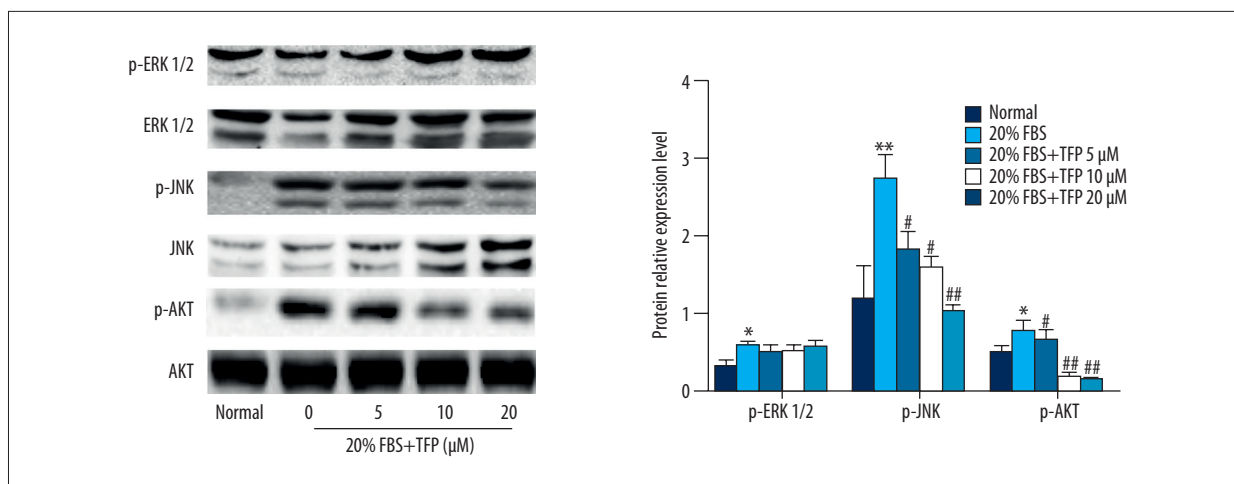 p-ERK 1/2
ERK 1/2
p-JNK
JNK
p-AKT
AKT
Normal 0 5 10 20
20% FBS+TFP (µM)
Protein relative expression level
4
3
2
1
0
Normal
20% FBS
20% FBS+TFP 5 µM
20% FBS+TFP 10 µM
20% FBS+TFP 20 µM
*
**
#
#
##
*
#
##
##
p-ERK 1/2 p-JNK p-AKT